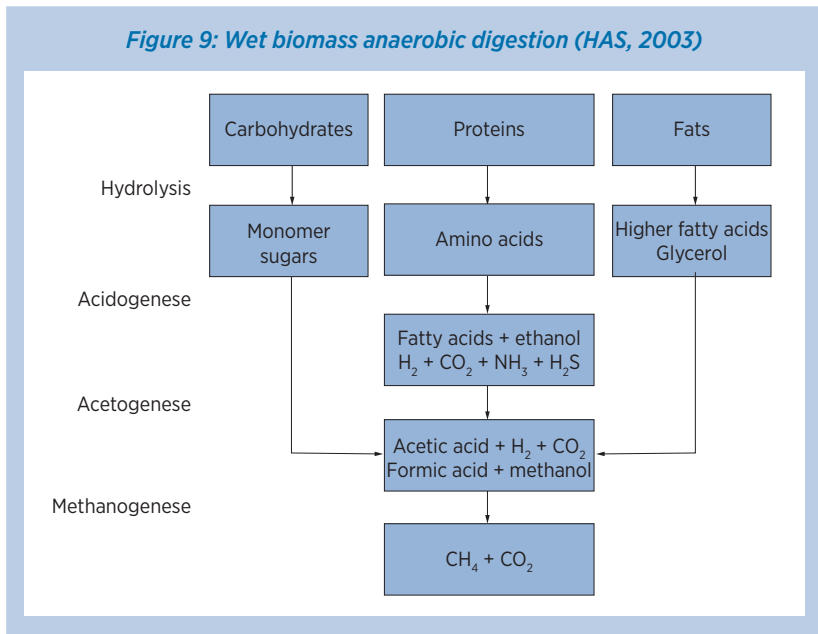 Figure 9: Wet biomass anaerobic digestion (HAS, 2003)
Carbohydrates
Proteins
Fats
Hydrolysis
Monomer
sugars
Amino acids
Higher fatty acids
Glycerol
Acidogenese
Fatty acids + ethanol
H₂ + CO₂ + NH₃ + H₂S
Acetogenese
Acetic acid + H₂ + CO₂
Formic acid + methanol
Methanogenese
CH₄ + CO₂